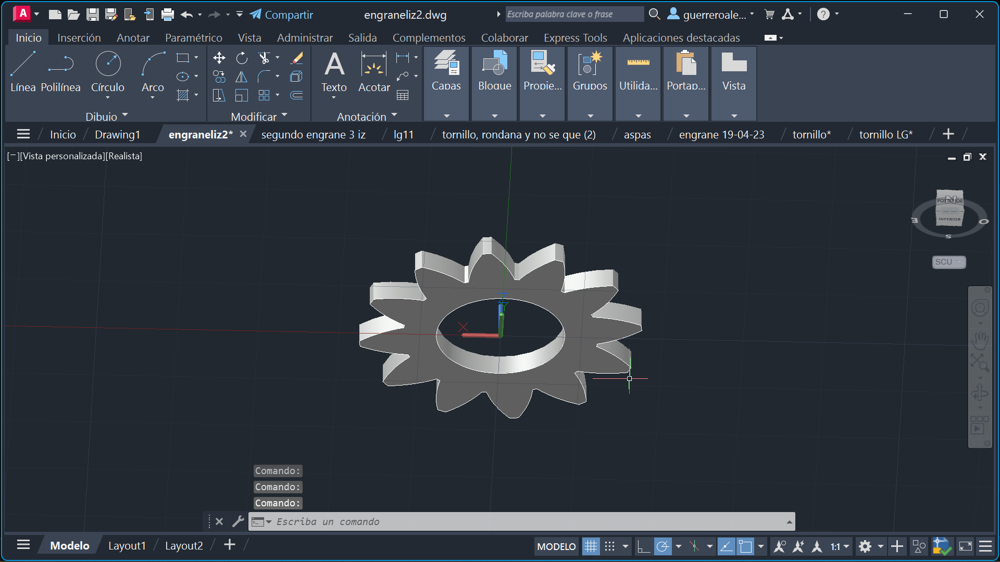 A Compartir engraneliz2.dwg Escriba palabra clave o frase guerreroale... ?
Inicio Inserción Anotar Paramétrico Vista Administrar Salida Complementos Colaborar Express Tools Aplicaciones destacadas
Línea Polilínea Círculo Arco A Texto Acotar Capas Bloque Propie... Grupos Utilida... Portap... Vista
Dibujo Modificar Anotación
Inicio Drawing1 engraneliz2* segundo engrane 3 iz lg11 tornillo, rondana y no se que (2) aspas engrane 19-04-23 tornillo* tornillo LG*
[−][Vista personalizada][Realista]
N
POSTERIOR
INFERIOR
E O
S
SCU
Comando:
Comando:
Comando:
Escriba un comando
Modelo Layout1 Layout2 MODELO 1:1